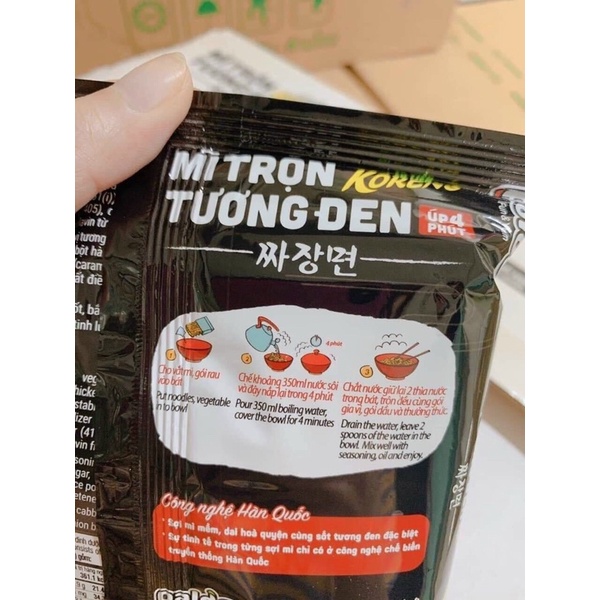 MÌ TRỘN KOREN'S
TƯƠNG ĐEN ÚP 4 PHÚT
짜장면
4 phút
1
2
3
Cho vắt mì, gói rau
vào bát
Put noodles, vegetable
in to bowl
Chế khoảng 350ml nước sôi
và đậy nắp lại trong 4 phút
Pour 350 ml boiling water,
cover the bowl for 4 minutes
Chắt nước giữ lại 2 thìa nước
trong bát, trộn đều cùng gói
gia vị, gói dầu và thưởng thức.
Drain the water, leave 2
spoons of the water in the
bowl. Mix well with
seasoning, oil and enjoy.
짜장면
Công nghệ Hàn Quốc
· Sợi mì mềm, dai hoà quyện cùng sốt tương đen đặc biệt
· Sự tinh tế trong từng sợi mì chỉ có ở công nghệ chế biến
truyền thống Hàn Quốc
paldo